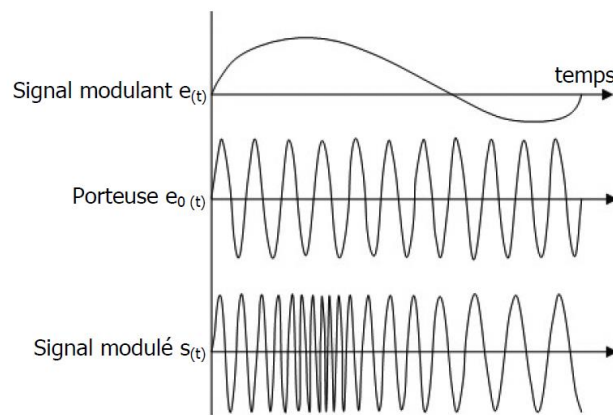 temps
Signal modulant e(t)
Porteuse e0 (t)
Signal modulé s(t)